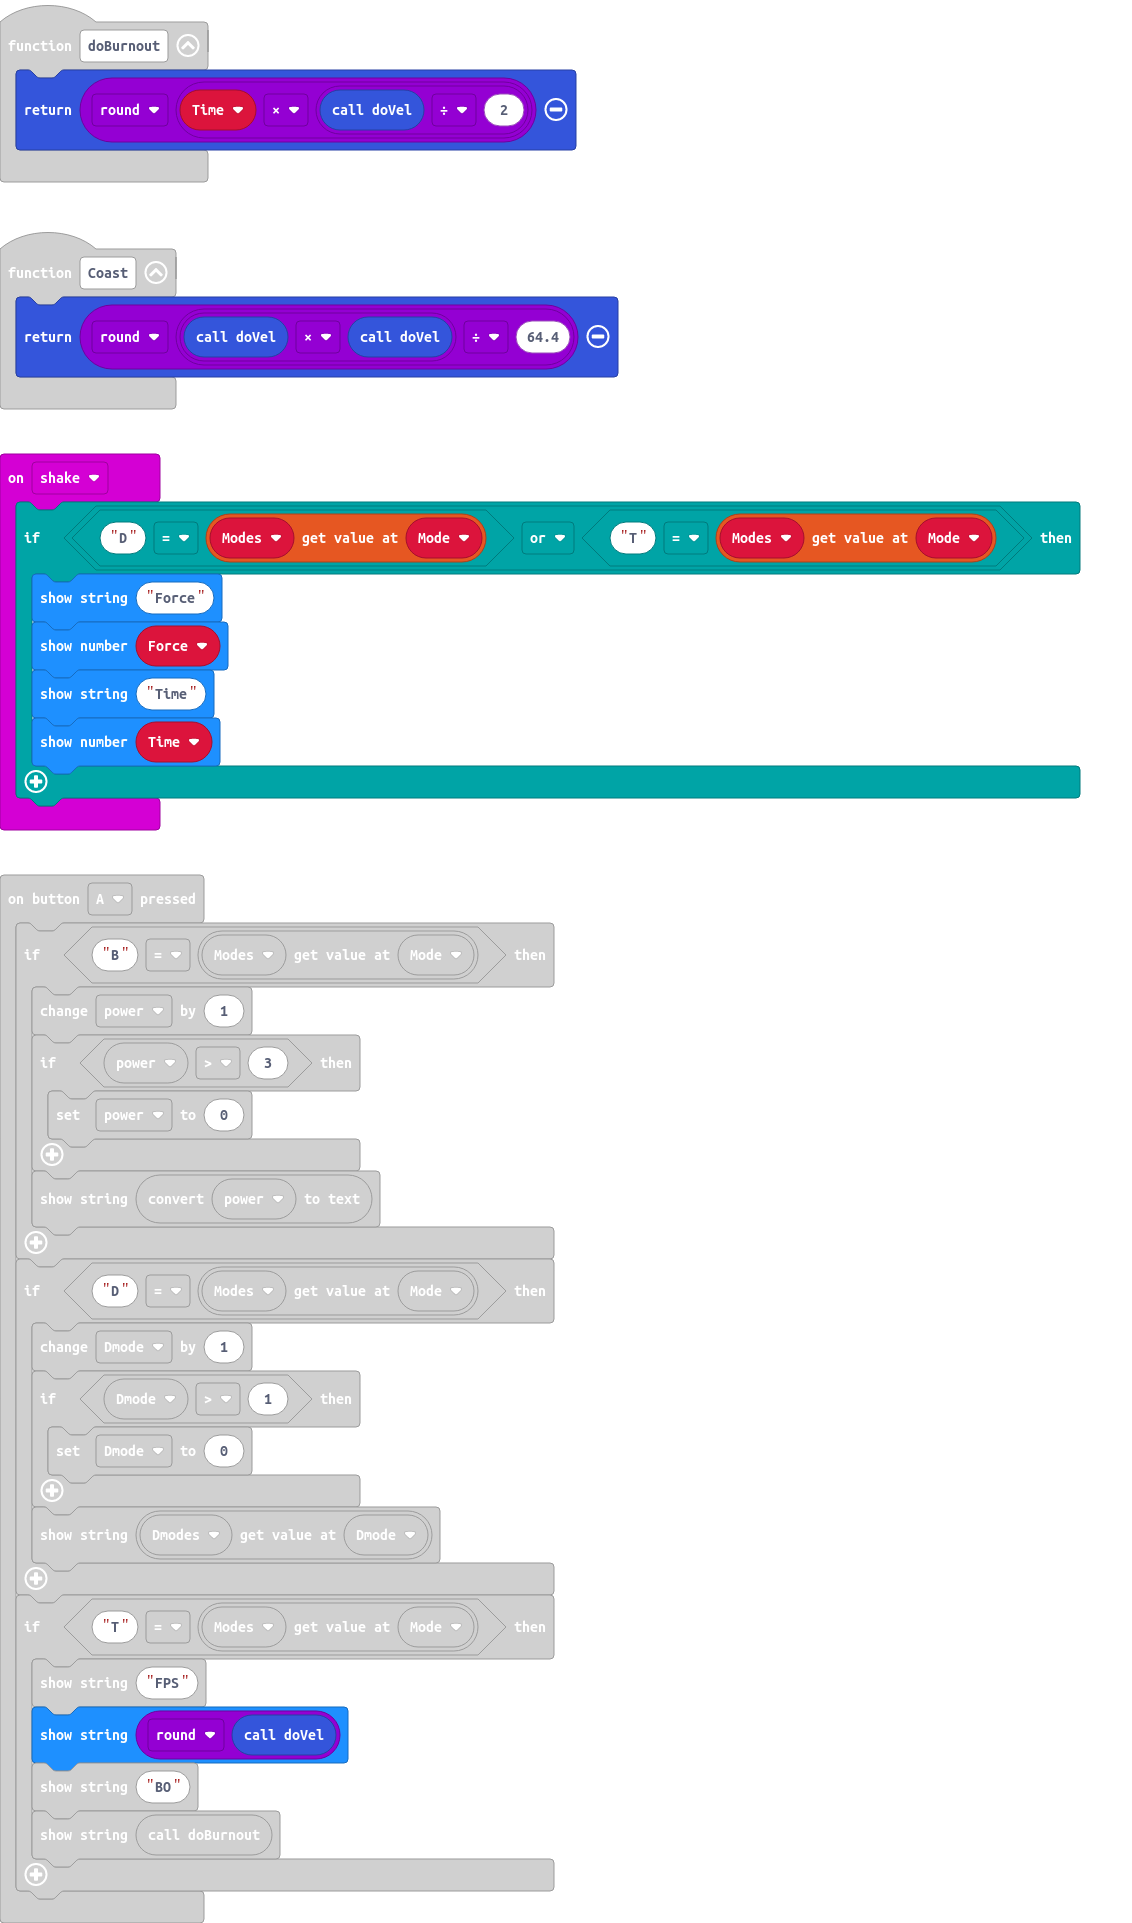 function doBurnout
return round Time × call doVel ÷ 2
function Coast
return round call doVel × call doVel ÷ 64.4
on shake
if "D" = Modes get value at Mode or "T" = Modes get value at Mode then
show string "Force"
show number Force
show string "Time"
show number Time
on button A pressed
if "B" = Modes get value at Mode then
change power by 1
if power > 3 then
set power to 0
show string convert power to text
if "D" = Modes get value at Mode then
change Dmode by 1
if Dmode > 1 then
set Dmode to 0
show string Dmodes get value at Dmode
if "T" = Modes get value at Mode then
show string "FPS"
show string round call doVel
show string "BO"
show string call doBurnout